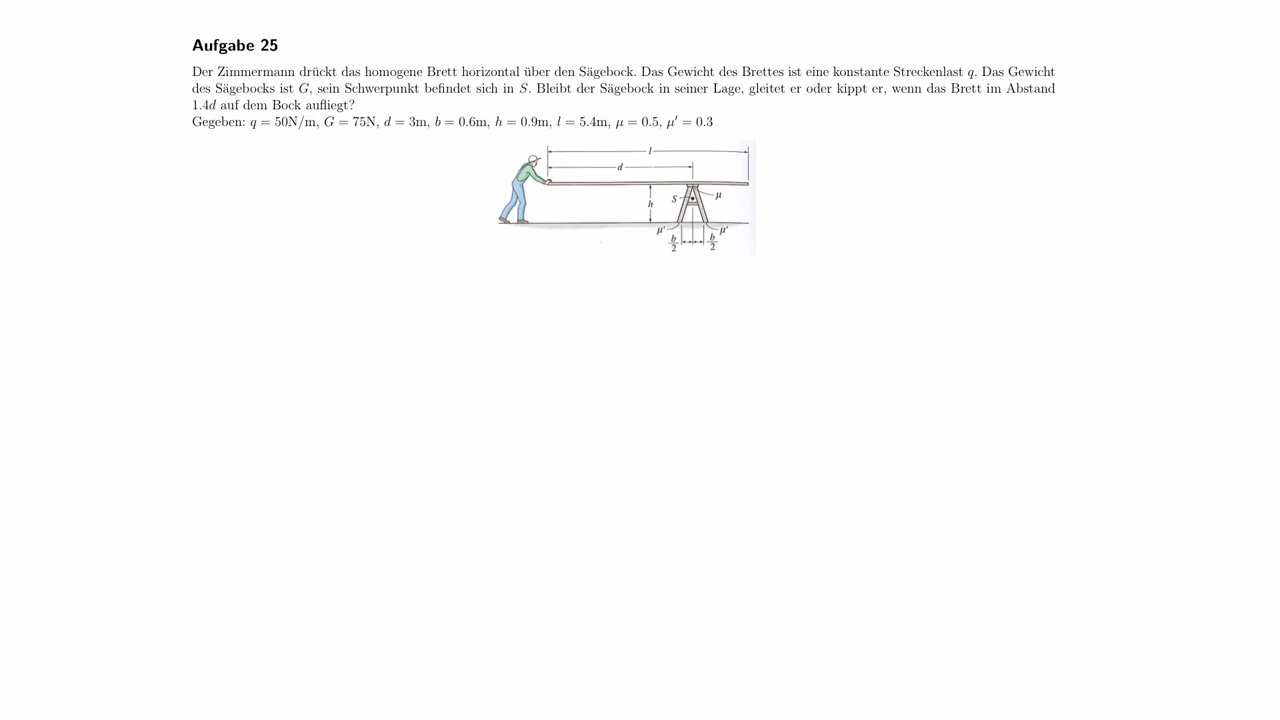 Aufgabe 25
Der Zimmermann drückt das homogene Brett horizontal über den Sägebock. Das Gewicht des Brettes ist eine konstante Streckenlast q. Das Gewicht
des Sägebocks ist G, sein Schwerpunkt befindet sich in S. Bleibt der Sägebock in seiner Lage, gleitet er oder kippt er, wenn das Brett im Abstand
1.4d auf dem Bock aufliegt?
Gegeben: q = 50N/m, G = 75N, d = 3m, b = 0.6m, h = 0.9m, l = 5.4m, μ = 0.5, μ′ = 0.3
l
d
S
μ
h
μ′
μ′
b/2
b/2